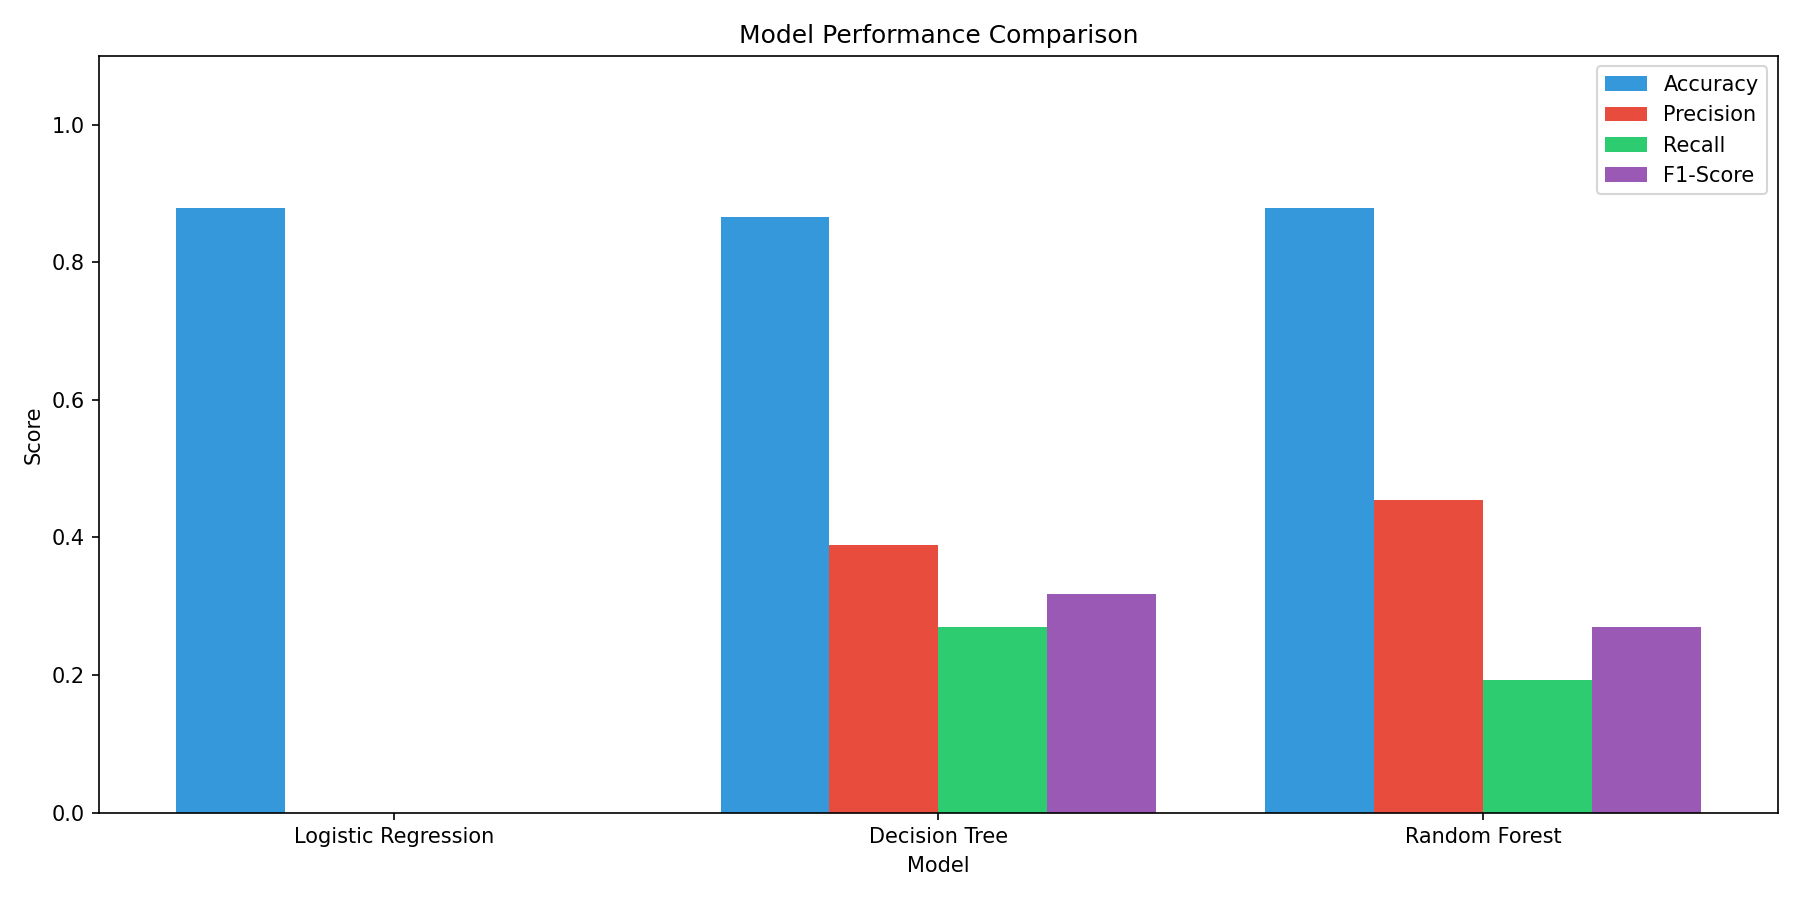 Model Performance Comparison
Accuracy
Precision
Recall
F1-Score
Score
1.0
0.8
0.6
0.4
0.2
0.0
Logistic Regression
Decision Tree
Random Forest
Model